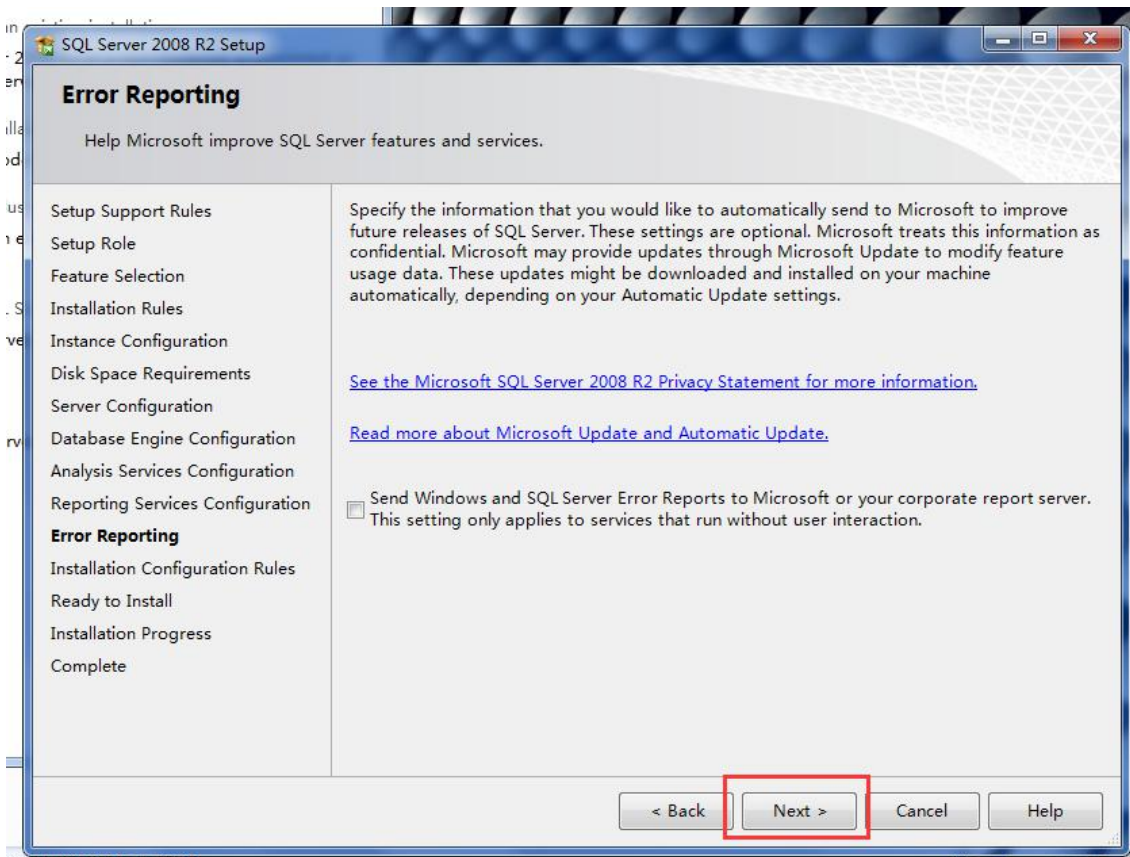 SQL Server 2008 R2 Setup
Error Reporting
Help Microsoft improve SQL Server features and services.
Setup Support Rules
Setup Role
Feature Selection
Installation Rules
Instance Configuration
Disk Space Requirements
Server Configuration
Database Engine Configuration
Analysis Services Configuration
Reporting Services Configuration
Error Reporting
Installation Configuration Rules
Ready to Install
Installation Progress
Complete
Specify the information that you would like to automatically send to Microsoft to improve
future releases of SQL Server. These settings are optional. Microsoft treats this information as
confidential. Microsoft may provide updates through Microsoft Update to modify feature
usage data. These updates might be downloaded and installed on your machine
automatically, depending on your Automatic Update settings.
See the Microsoft SQL Server 2008 R2 Privacy Statement for more information.
Read more about Microsoft Update and Automatic Update.
Send Windows and SQL Server Error Reports to Microsoft or your corporate report server.
This setting only applies to services that run without user interaction.
< Back
Next >
Cancel
Help